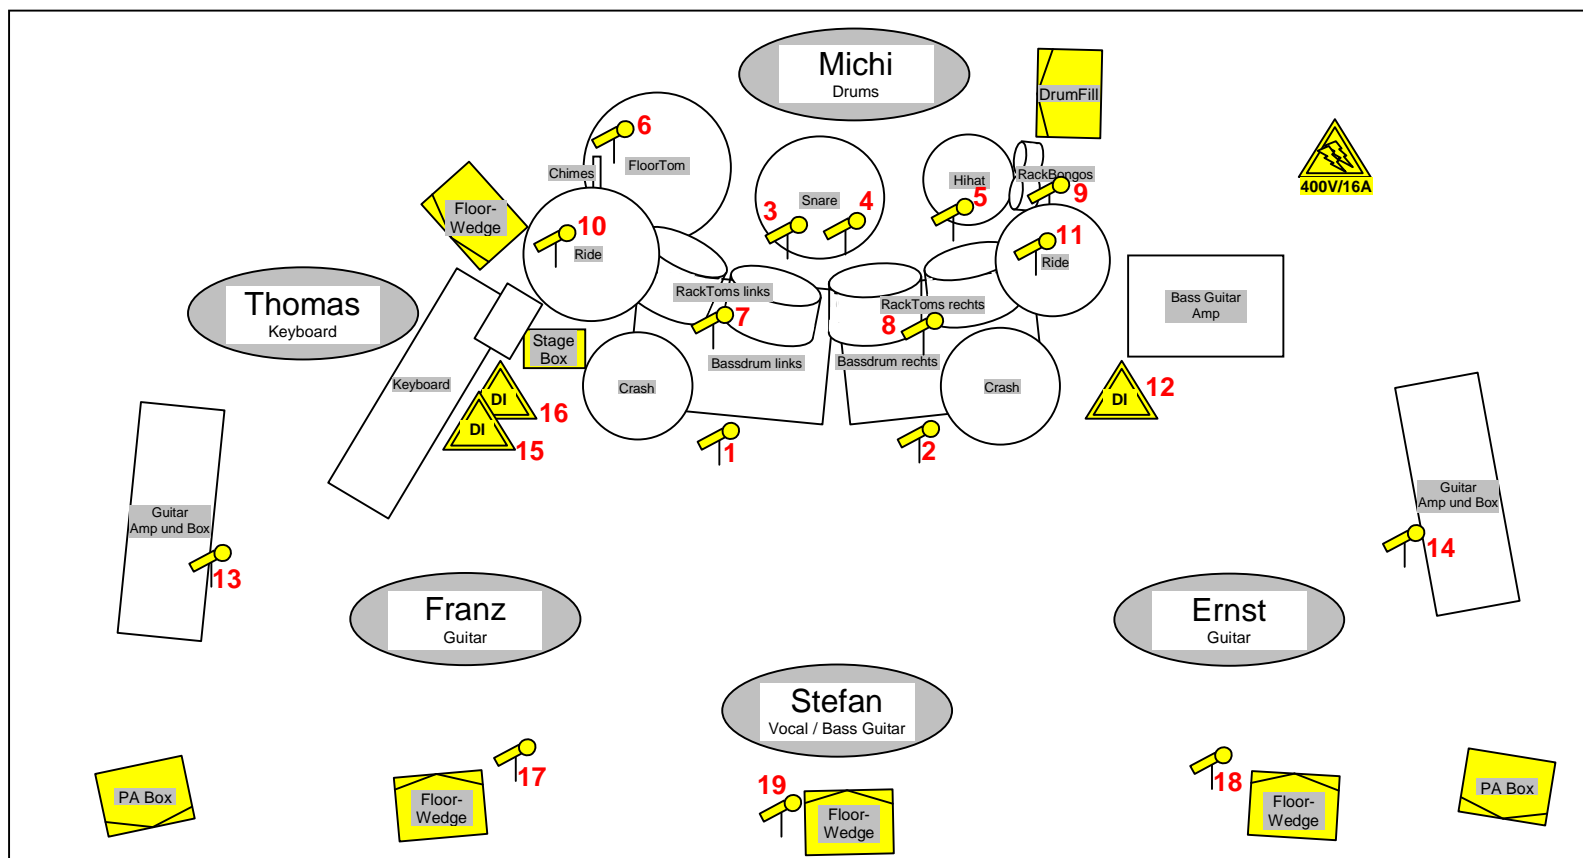 Michi
Drums
DrumFill
6
FloorTom
Chimes
Hihat
RackBongos
400V/16A
Floor-
Wedge
3
Snare
4
5
9
10
Ride
11
Ride
Thomas
Keyboard
RackToms links
7
RackToms rechts
8
Bass Guitar
Amp
Stage
Box
Bassdrum links
Bassdrum rechts
Keyboard
Crash
Crash
DI
16
DI
15
DI
12
1
2
Guitar
Amp und Box
13
Guitar
Amp und Box
14
Franz
Guitar
Ernst
Guitar
Stefan
Vocal / Bass Guitar
17
18
19
PA Box
Floor-
Wedge
Floor-
Wedge
Floor-
Wedge
PA Box